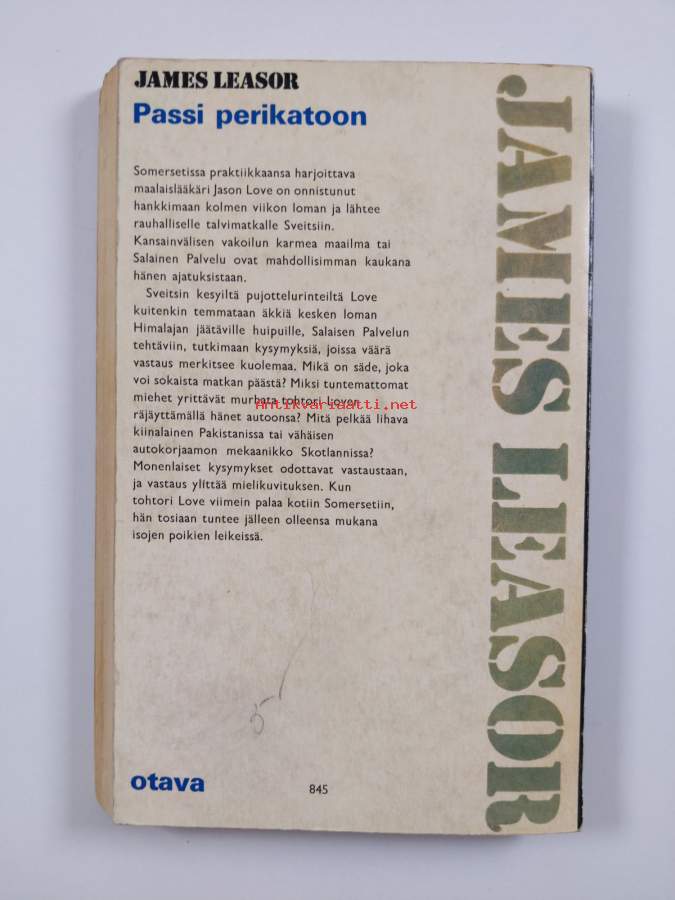 JAMES LEASOR
Passi perikatoon
Somersetissa praktiikkaansa harjoittava
maalaislääkäri Jason Love on onnistunut
hankkimaan kolmen viikon loman ja lähtee
rauhalliselle talvimatkalle Sveitsiin.
Kansainvälisen vakoilun karmea maailma tai
Salainen Palvelu ovat mahdollisimman kaukana
hänen ajatuksistaan.
Sveitsin kesyiltä pujottelurinteiltä Love
kuitenkin temmataan äkkiä kesken loman
Himalajan jäätäville huipuille, Salaisen Palvelun
tehtäviin, tutkimaan kysymyksiä, joissa väärä
vastaus merkitsee kuolemaa. Mikä on säde, joka
voi sokaista matkan päästä? Miksi tuntemattomat
miehet yrittävät murhata tohtori Loven
Antikvariaatti.net
räjäyttämällä hänet autoonsa? Mitä pelkää lihava
kiinalainen Pakistanissa tai vähäisen
autokorjaamon mekaanikko Skotlannissa?
Monenlaiset kysymykset odottavat vastaustaan,
ja vastaus ylittää mielikuvituksen. Kun
tohtori Love viimein palaa kotiin Somersetiin,
hän tosiaan tuntee jälleen olleensa mukana
isojen poikien leikeissä.
otava
845
JAMES LEASOR